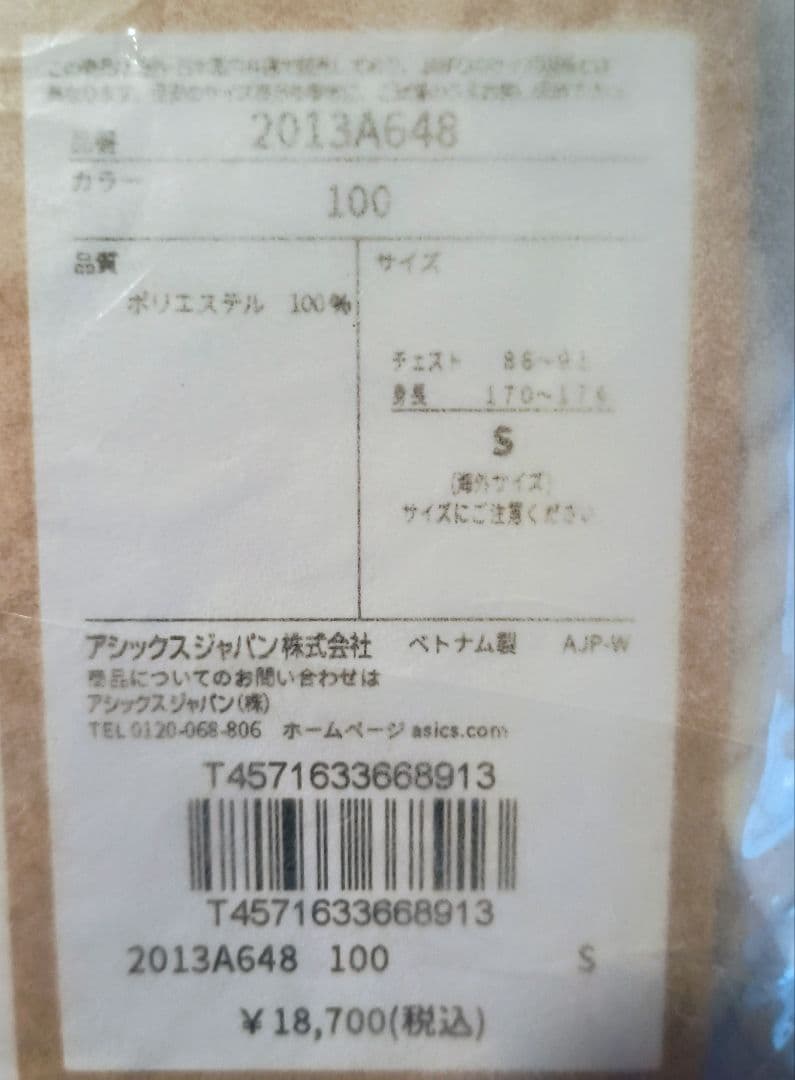 品番 2013A648
カラー
100
品質
サイズ
ポリエステル 100%
チェスト 86~
身長 170~176
S
(海外サイズ)
サイズにご注意ください
アシックスジャパン株式会社 ベトナム製 AJP-W
商品についてのお問い合わせは
アシックスジャパン(株)
TEL 0120-068-806 ホームページ asics.com
T4571633668913
T4571633668913
2013A648 100 S
¥18,700(税込)